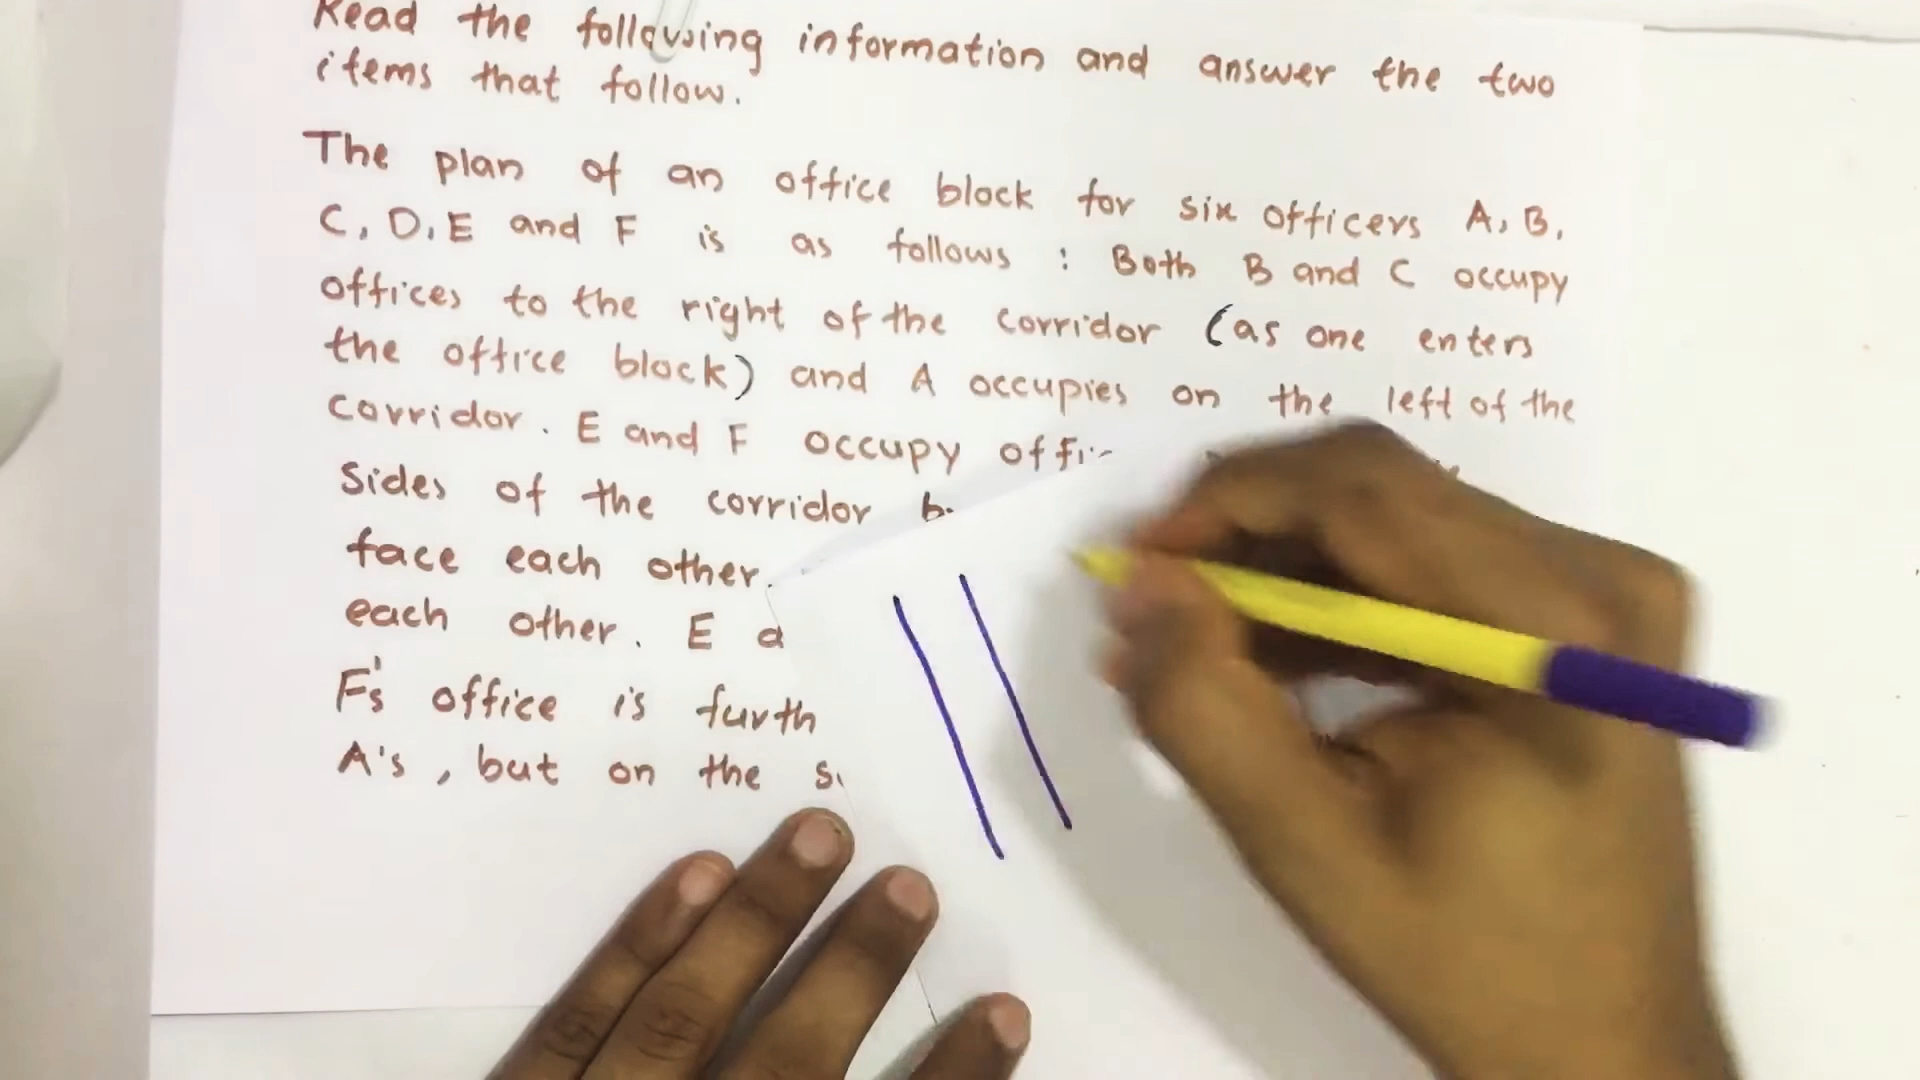 Read the following information and answer the two
items that follow.
The plan of an office block for six officers A, B,
C, D, E and F is as follows : Both B and C occupy
offices to the right of the corridor (as one enters
the office block) and A occupies on the left of the
corridor. E and F occupy
sides of the corridor
face each other.
each other. E
F's office is
A's, but on the